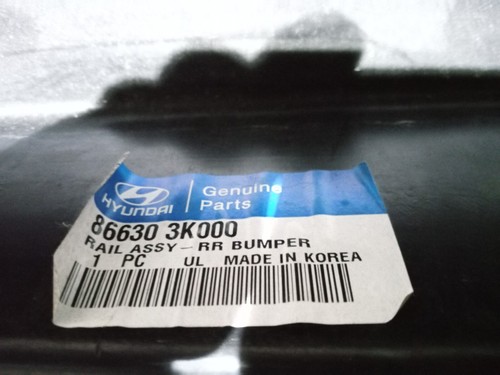 HYUNDAI
Genuine
Parts
86630 3K000
RAIL ASSY-RR BUMPER
1 PC UL MADE IN KOREA